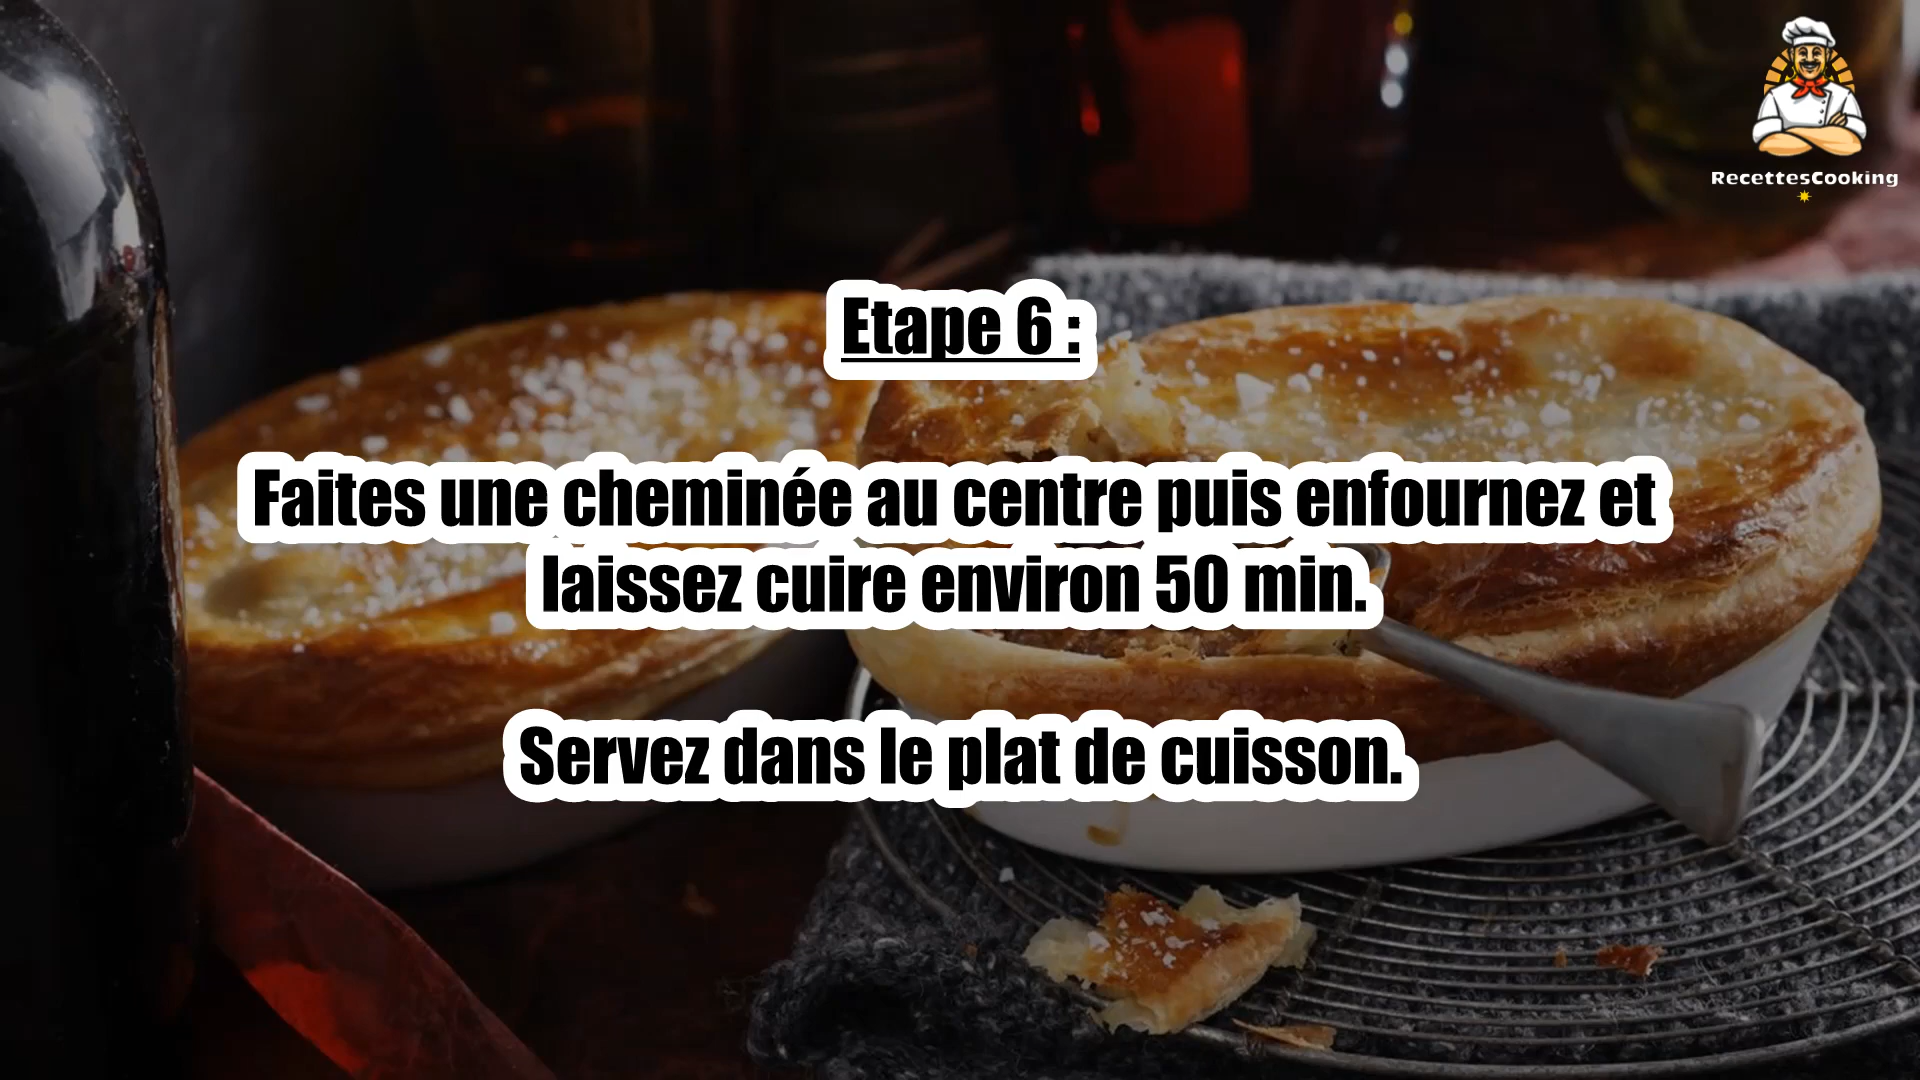 RecettesCooking
Etape 6 :
Faites une cheminée au centre puis enfournez et
laissez cuire environ 50 min.
Servez dans le plat de cuisson.